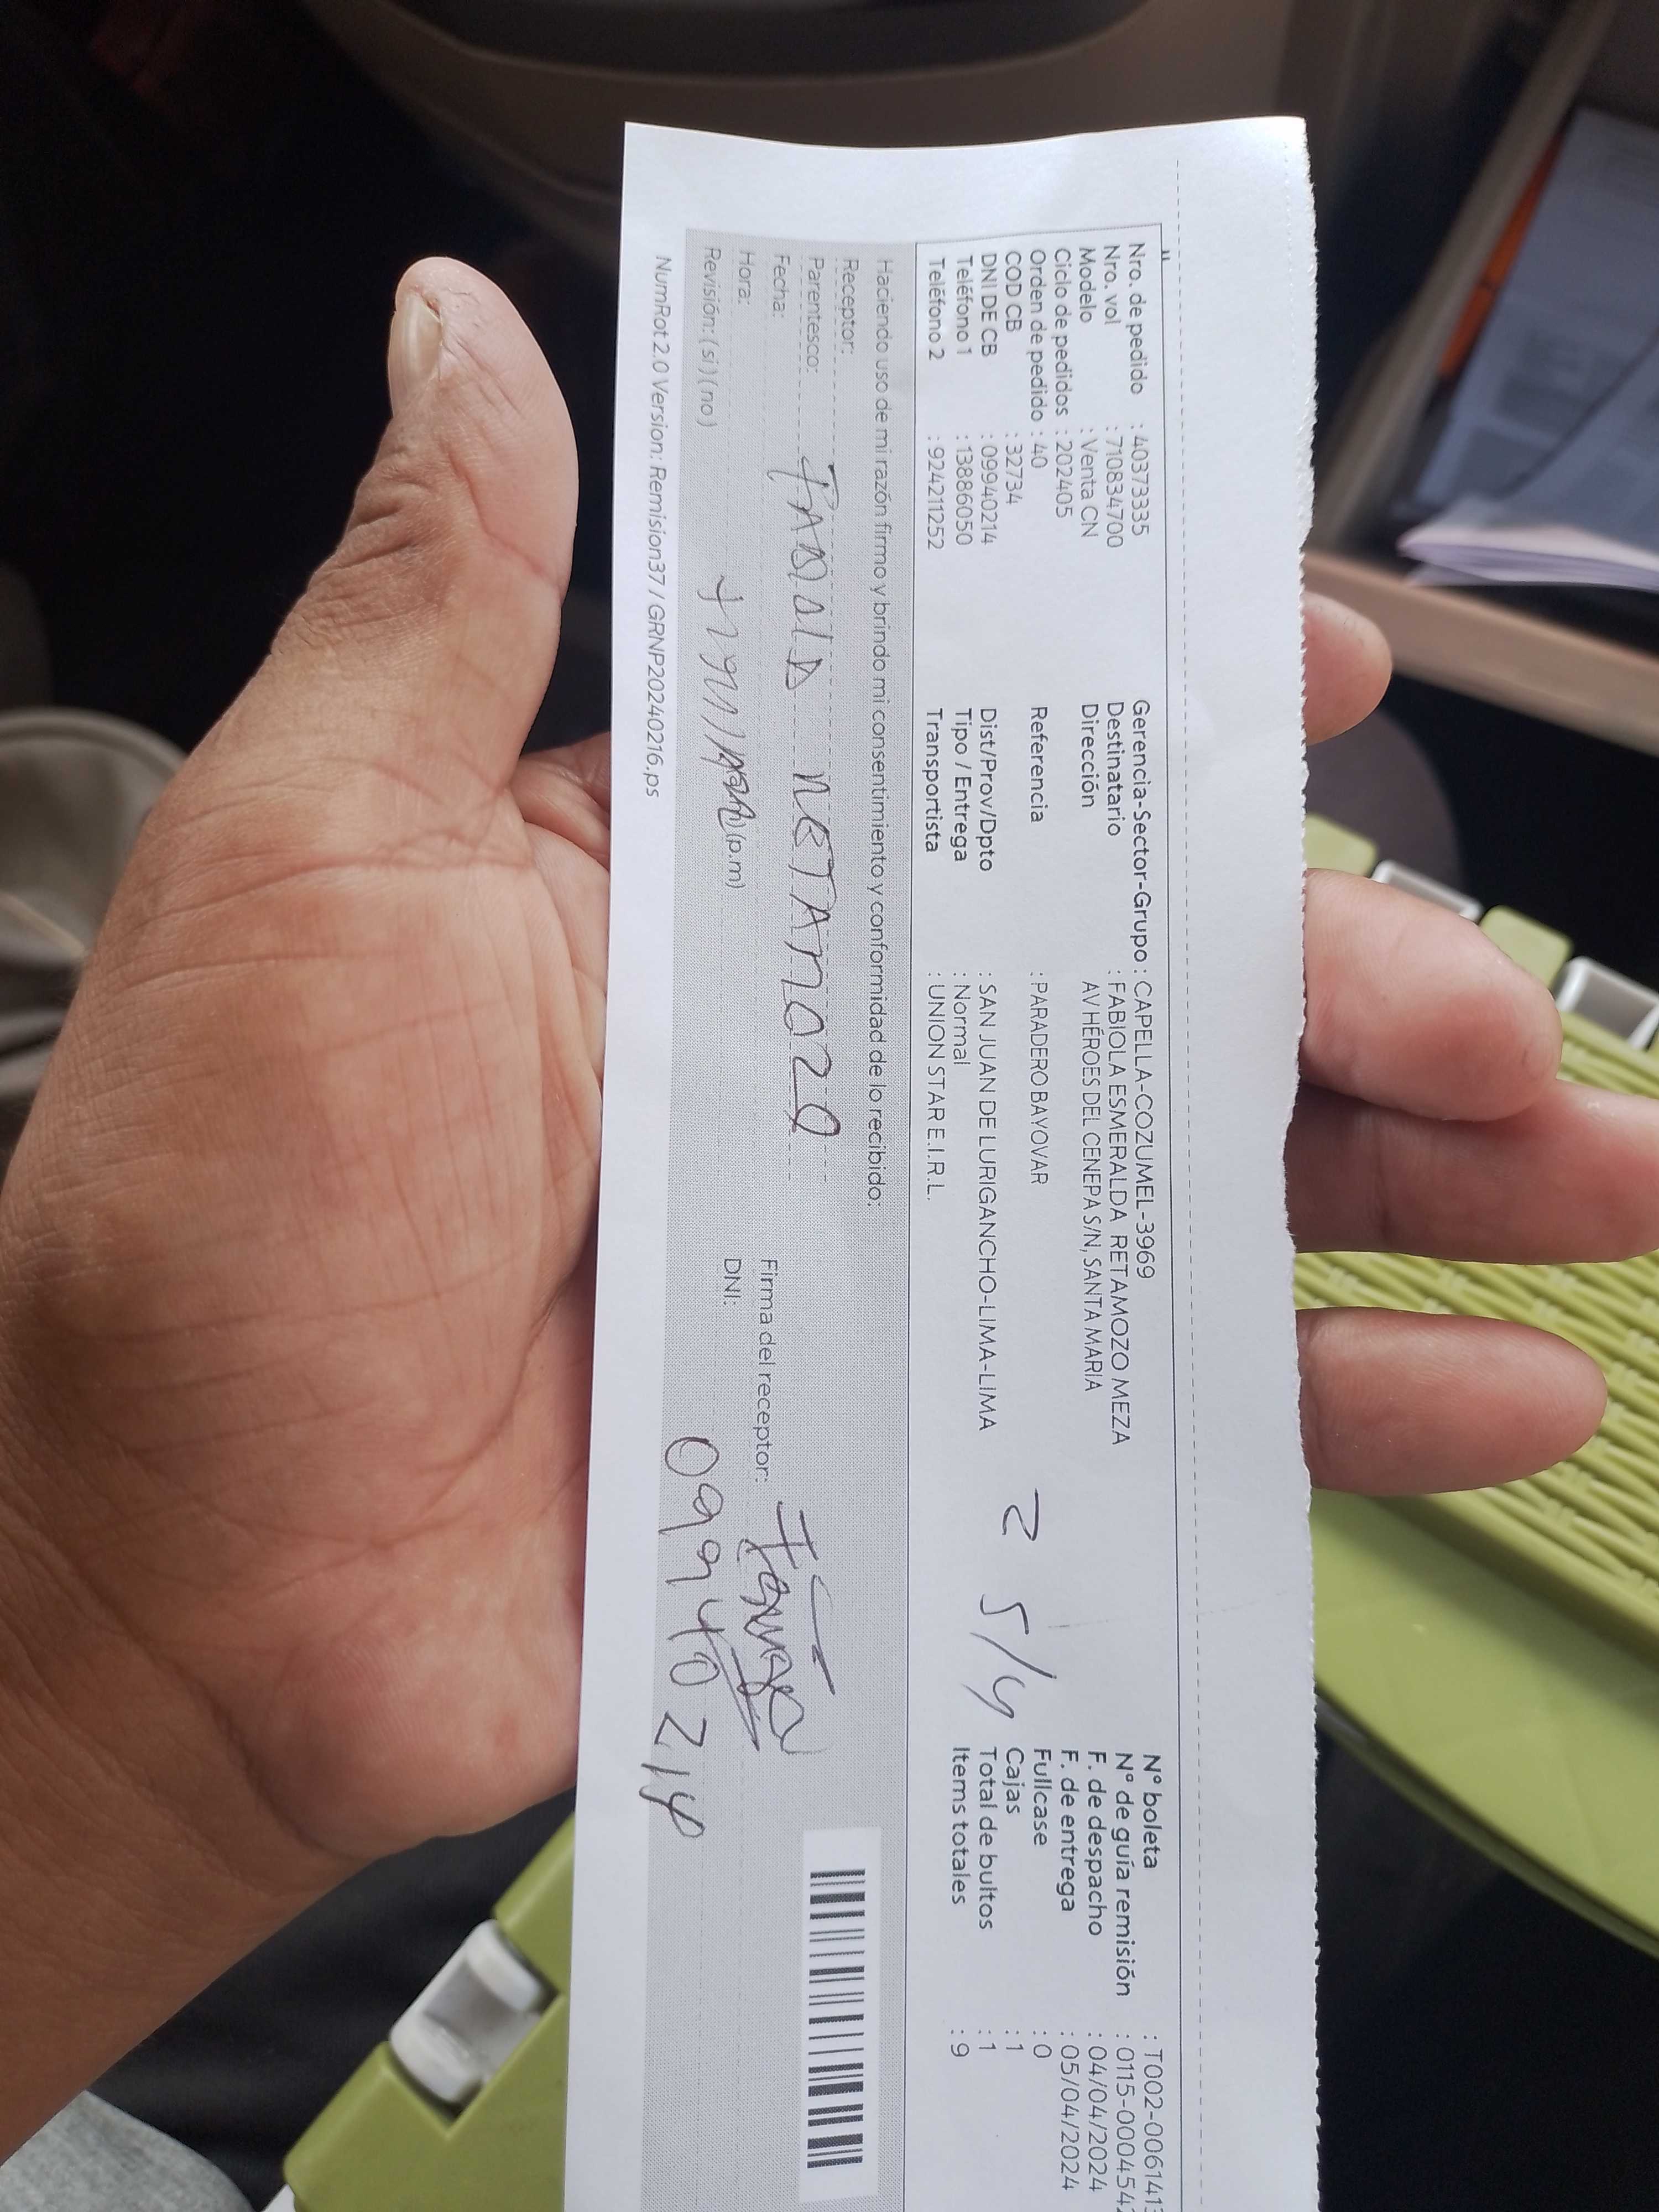 Nro. de pedido : 40373335
Nro. vol : 710834700
Modelo : Venta CN
Ciclo de pedidos : 202405
Orden de pedido : 40
COD CB : 32734
DNI DE CB : 09940214
Teléfono 1 : 13886050
Teléfono 2 : 924211252
Gerencia-Sector-Grupo : CAPELLA-COZUMEL-3969
Destinatario : FABIOLA ESMERALDA RETAMOZO MEZA
Dirección AV HÉROES DEL CENEPA S/N, SANTA MARIA
Referencia : PARADERO BAYOVAR
Dist/Prov/Dpto : SAN JUAN DE LURIGANCHO-LIMA-LIMA
Tipo / Entrega : Normal
Transportista : UNION STAR E.I.R.L.
2
5/4
N° boleta : T002-0061413
N° de guía remisión : 0115-000454
F. de despacho : 04/04/2024
F. de entrega : 05/04/2024
Fullcase : 0
Cajas : 1
Total de bultos : 1
Items totales : 9
Haciendo uso de mi razón firmo y brindo mi consentimiento y conformidad de lo recibido:
Receptor:
Parentesco:
Fecha:
Hora: (p.m)
Revisión: (si) (no)
Firma del receptor:
DNI: 09940214
NumRot 2.0 Version: Remision37 / GRNP20240216.ps